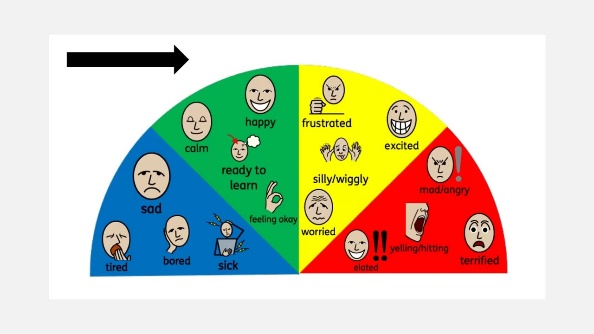 sad
tired
bored
sick
calm
happy
ready to
learn
feeling okay
frustrated
excited
silly/wiggly
worried
mad/angry
yelling/hitting
elated
terrified